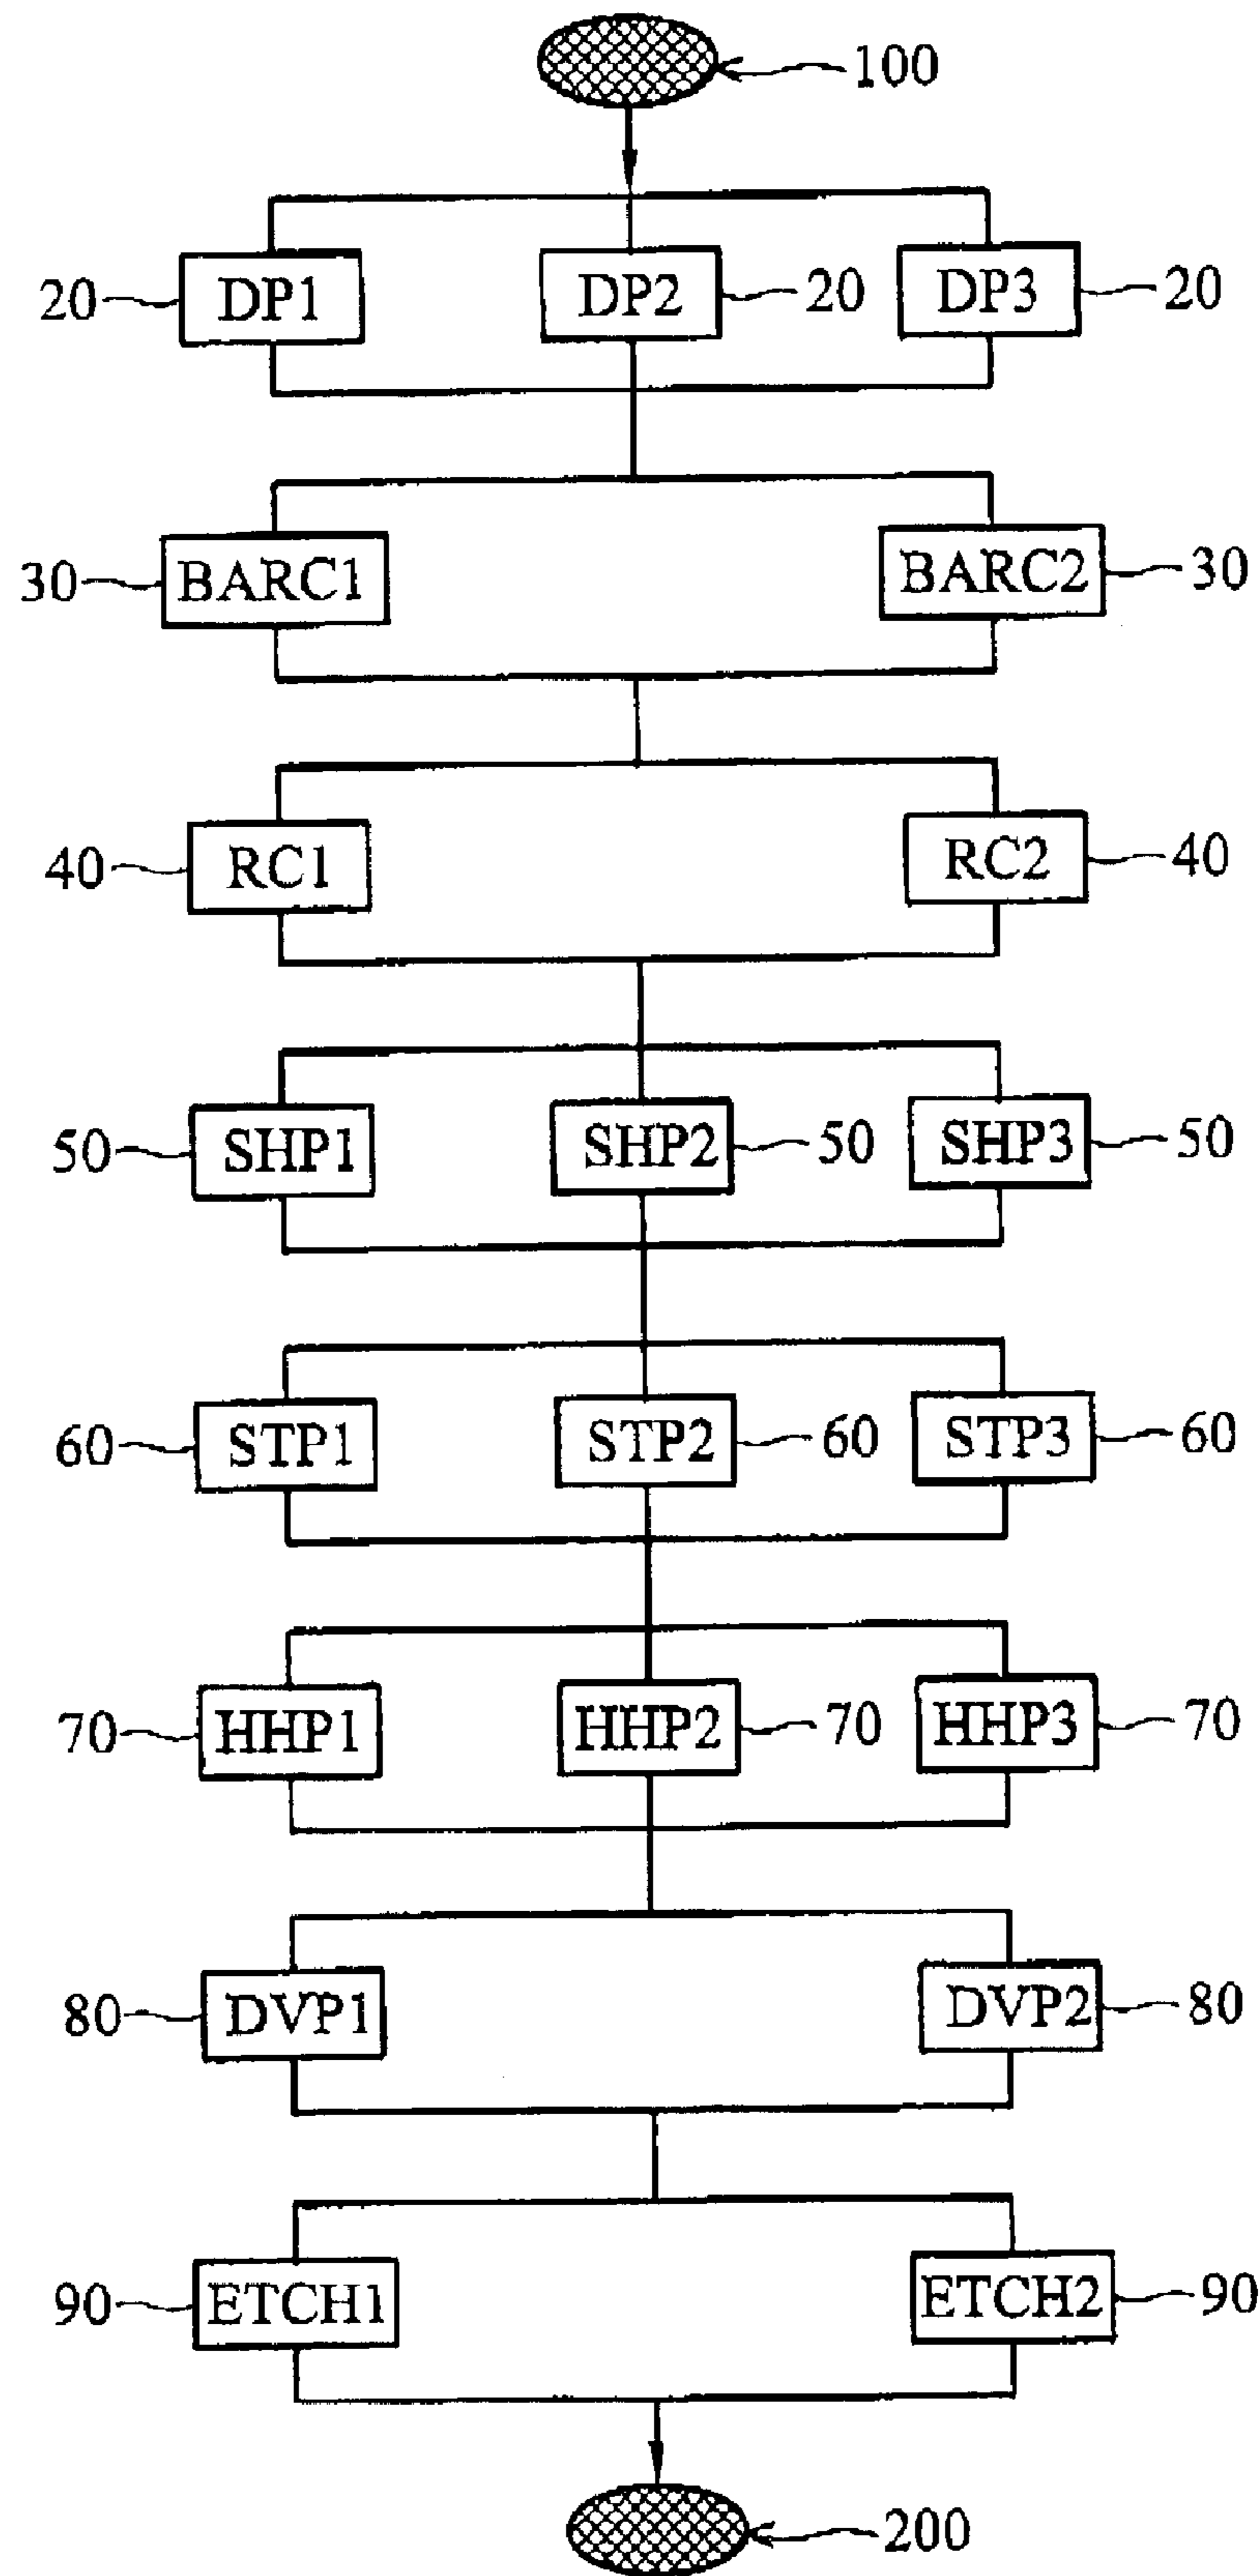 100
20 DP1 DP2 20 DP3 20
30 BARC1 BARC2 30
40 RC1 RC2 40
50 SHP1 SHP2 50 SHP3 50
60 STP1 STP2 60 STP3 60
70 HHP1 HHP2 70 HHP3 70
80 DVP1 DVP2 80
90 ETCH1 ETCH2 90
200